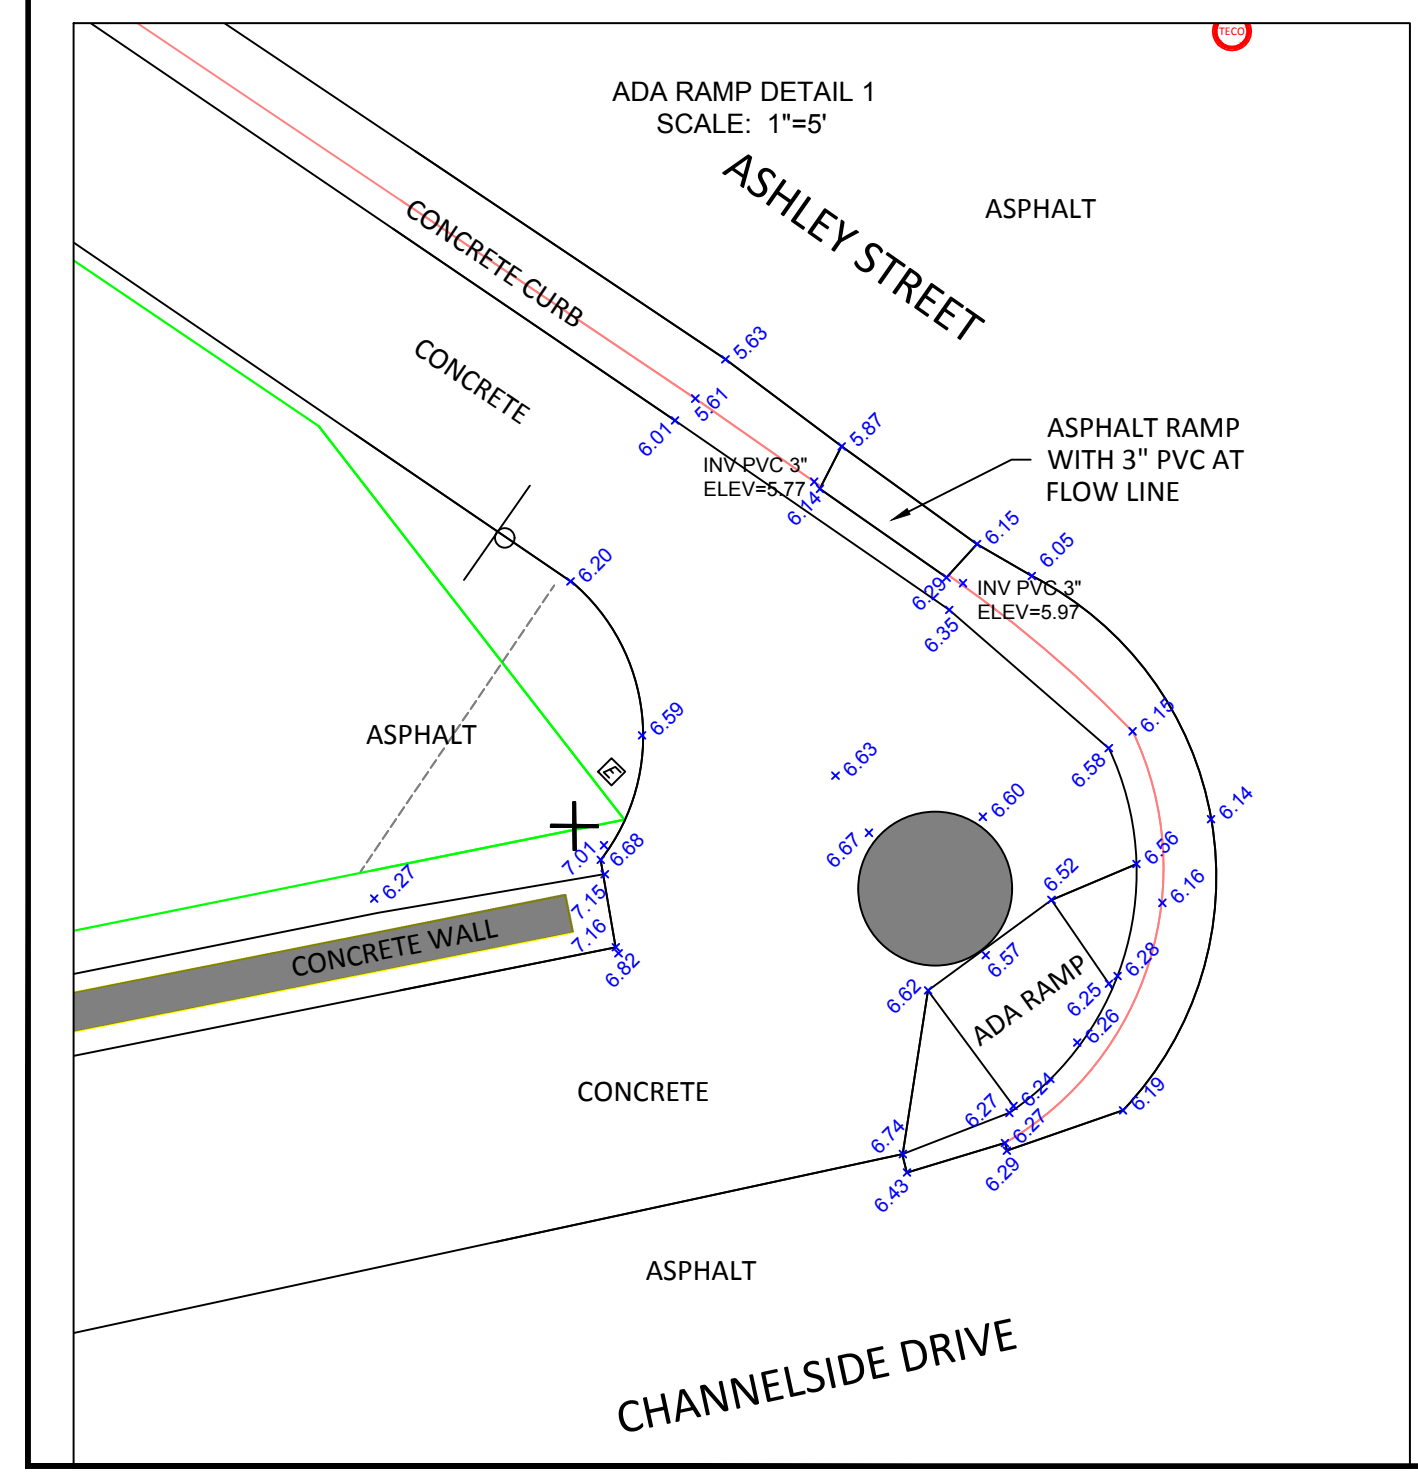 TECO
ADA RAMP DETAIL 1
SCALE: 1"=5'
ASHLEY STREET
ASPHALT
CONCRETE CURB
CONCRETE
5.63
5.61
6.01
5.87
INV PVC 3"
ELEV=5.77
6.14
ASPHALT RAMP
WITH 3" PVC AT
FLOW LINE
6.15
6.05
6.29
INV PVC 3"
ELEV=5.97
6.35
6.20
6.59
ASPHALT
E
6.63
6.15
6.58
6.60
6.14
6.67
7.01
6.68
6.56
6.52
6.27
7.15
6.16
CONCRETE WALL
7.16
6.82
6.57
6.62
ADA RAMP
6.28
6.25
6.26
CONCRETE
6.24
6.27
6.19
6.74
6.27
6.29
6.43
ASPHALT
CHANNELSIDE DRIVE